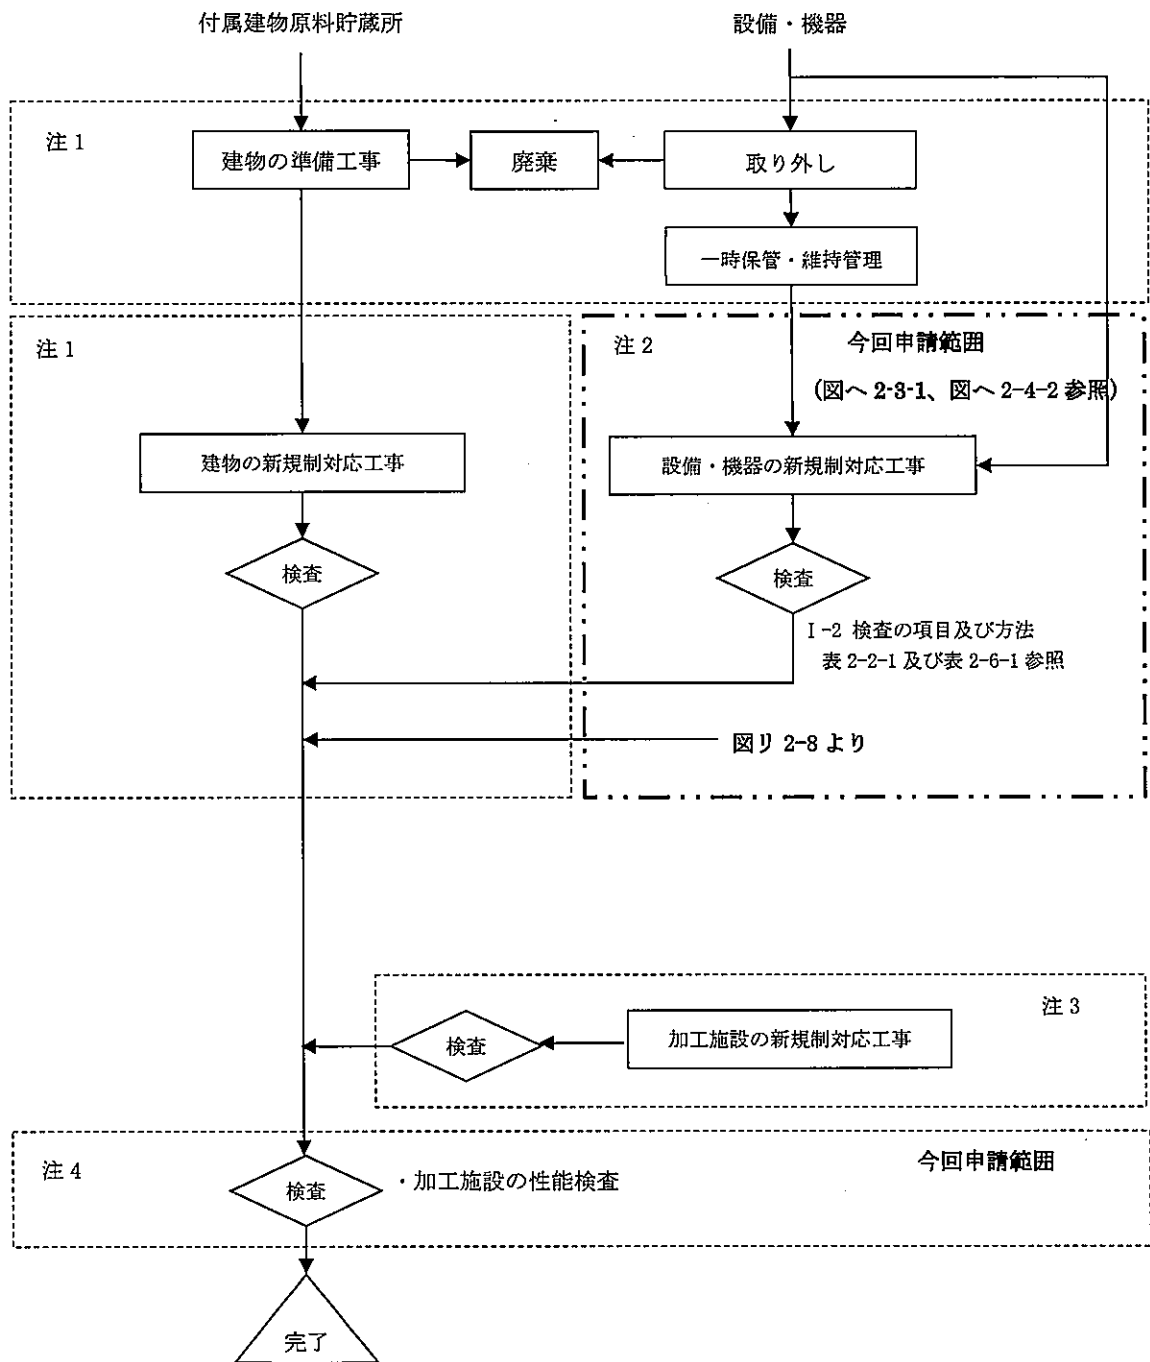 付属建物原料貯蔵所
設備・機器
注 1
建物の準備工事
廃棄
取り外し
一時保管・維持管理
注 1
注 2
今回申請範囲
(図へ 2-3-1、図へ 2-4-2 参照)
建物の新規制対応工事
設備・機器の新規制対応工事
検査
検査
Ⅰ-2 検査の項目及び方法
表 2-2-1 及び表 2-6-1 参照
図リ 2-8 より
注 3
検査
加工施設の新規制対応工事
注 4
今回申請範囲
検査
・加工施設の性能検査
完了